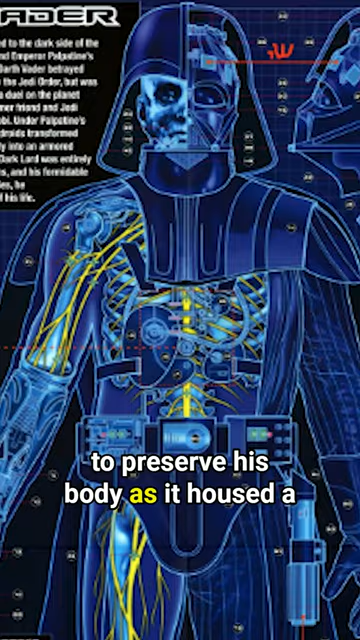 ADER
ed to the dark side of the
nd Emperor Palpatine's
Darth Vader betrayed
the Jedi Order, but was
a duel on the planet
mer friend and Jedi
obi. Under Palpatine's
droids transformed
y into an armored
Dark Lord was entirely
s, and his formidable
ies, he
f his life.
to preserve his
body as it housed a